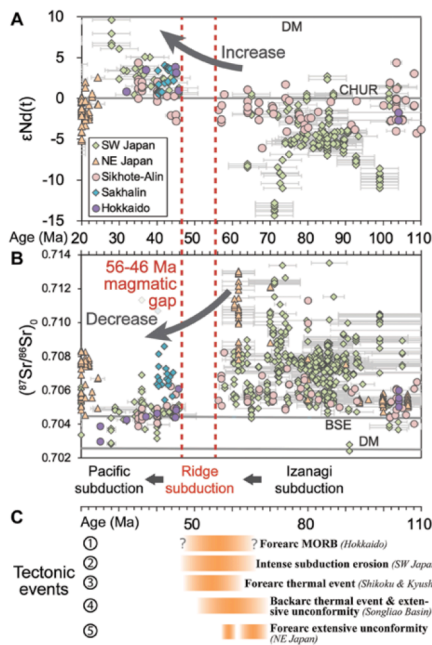 A
10
5
0
-5
-10
-15
εNd(t)
DM
Increase
CHUR
SW Japan
NE Japan
Sikhote-Alin
Sakhalin
Hokkaido
Age (Ma)
20 30 40 50 60 70 80 90 100 110
B
0.714
0.712
0.710
0.708
0.706
0.704
0.702
(⁸⁷Sr/⁸⁶Sr)₀
56-46 Ma
magmatic
gap
Decrease
BSE
DM
Pacific
subduction
Ridge
subduction
Izanagi
subduction
C
Age (Ma) 50 60 70 110
Tectonic
events
① ? ? Forearc MORB (Hokkaido)
② Intense subduction erosion (SW Japa
③ Forearc thermal event (Shikoku & Kyush
④ Backarc thermal event & exten-
sive unconformity (Songliao Basin)
⑤ Forearc extensive unconformity
(NE Japan)